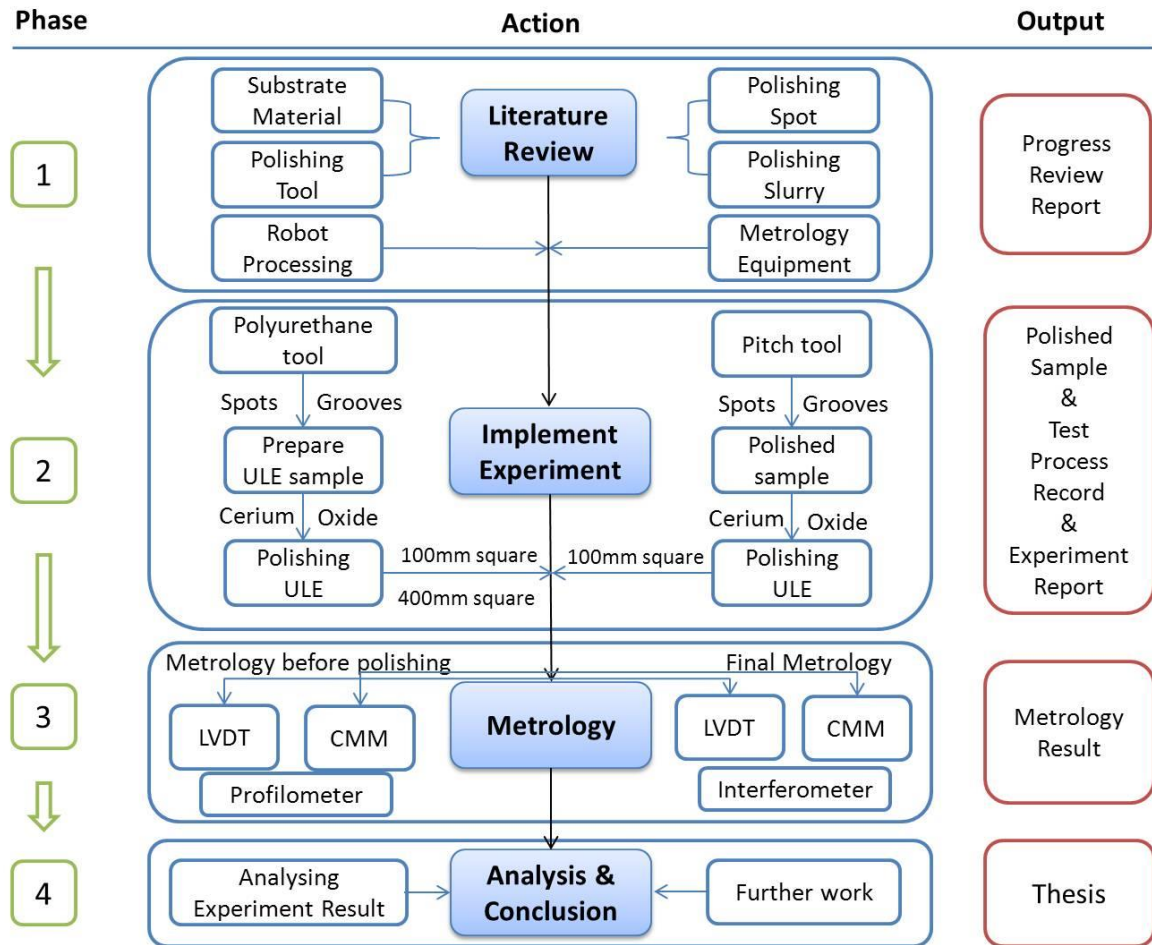 Phase
Action
Output
1
Substrate
Material
Polishing
Tool
Robot
Processing
Literature
Review
Polishing
Spot
Polishing
Slurry
Metrology
Equipment
Progress
Review
Report
2
Polyurethane
tool
Spots Grooves
Prepare
ULE sample
Cerium Oxide
Polishing
ULE
100mm square
400mm square
Implement
Experiment
100mm square
Pitch tool
Spots Grooves
Polished
sample
Cerium Oxide
Polishing
ULE
Polished
Sample
&
Test
Process
Record
&
Experiment
Report
3
Metrology before polishing
LVDT
CMM
Profilometer
Metrology
Final Metrology
LVDT
CMM
Interferometer
Metrology
Result
4
Analysing
Experiment Result
Analysis &
Conclusion
Further work
Thesis